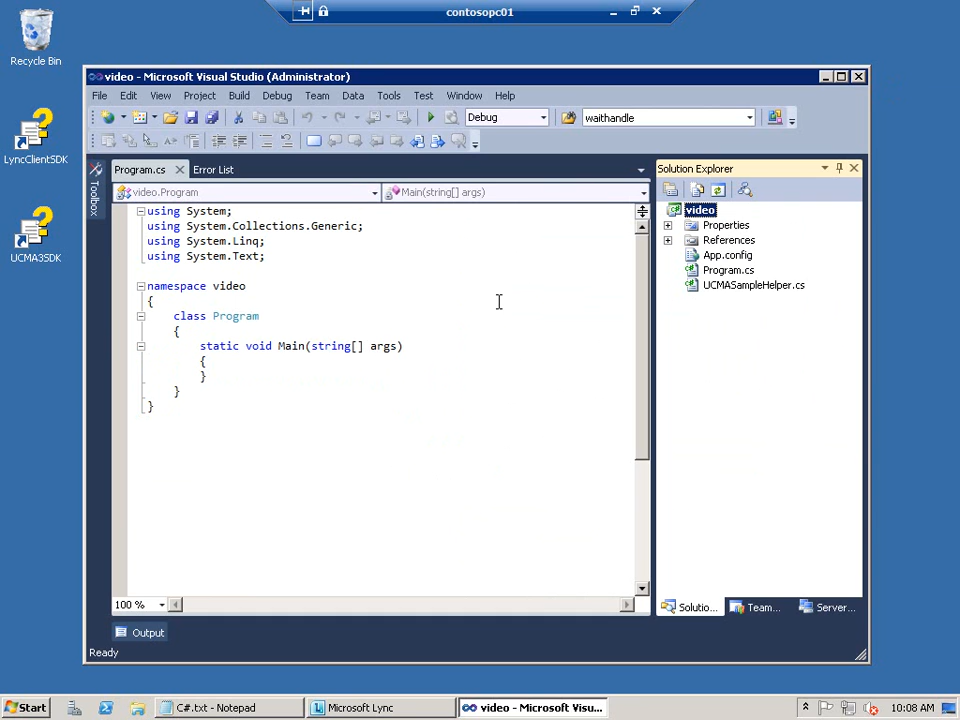 contosopc01
Recycle Bin
LyncClientSDK
UCMA3SDK
video - Microsoft Visual Studio (Administrator)
File Edit View Project Build Debug Team Data Tools Test Window Help
Debug
waithandle
Toolbox
Program.cs
Error List
video.Program
Main(string[] args)
using System;
using System.Collections.Generic;
using System.Linq;
using System.Text;
namespace video
{
class Program
{
static void Main(string[] args)
{
}
}
}
100 %
Solution Explorer
video
Properties
References
App.config
Program.cs
UCMASampleHelper.cs
Solutio...
Team...
Server...
Output
Ready
Start
C#.txt - Notepad
Microsoft Lync
video - Microsoft Visu...
10:08 AM